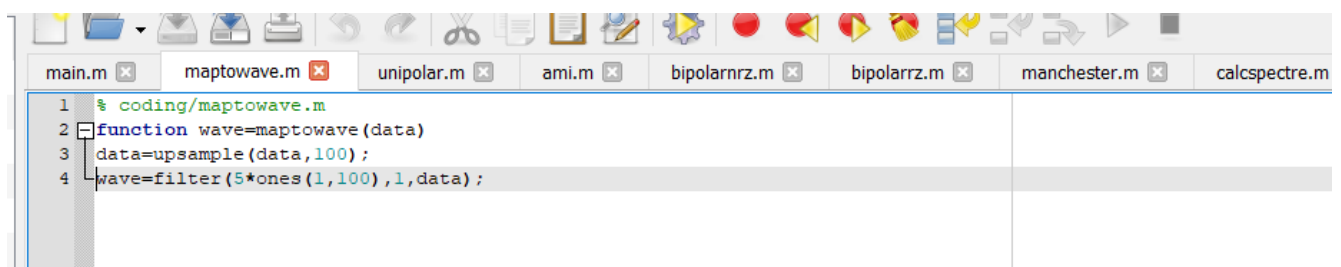 main.m maptowave.m unipolar.m ami.m bipolarnrz.m bipolarrz.m manchester.m calcspectre.m
1 % coding/maptowave.m
2 function wave=maptowave(data)
3 data=upsample(data,100);
4 wave=filter(5*ones(1,100),1,data);